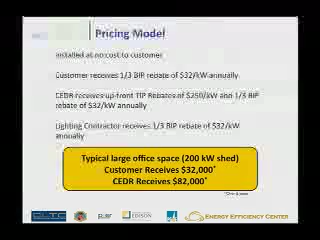 Pricing Model
Installed at no cost to customer
Customer receives 1/3 BIP rebate of $32/kW annually
CEDR receives up-front TIP Rebates of $250/kW and 1/3 BIP
rebate of $32/kW annually
Lighting Contractor receives 1/3 BIP rebate of $32/kW
annually
Typical large office space (200 kW shed)
Customer Receives $32,000*
CEDR Receives $82,000*
CLTC
EDISON
ENERGY EFFICIENCY CENTER